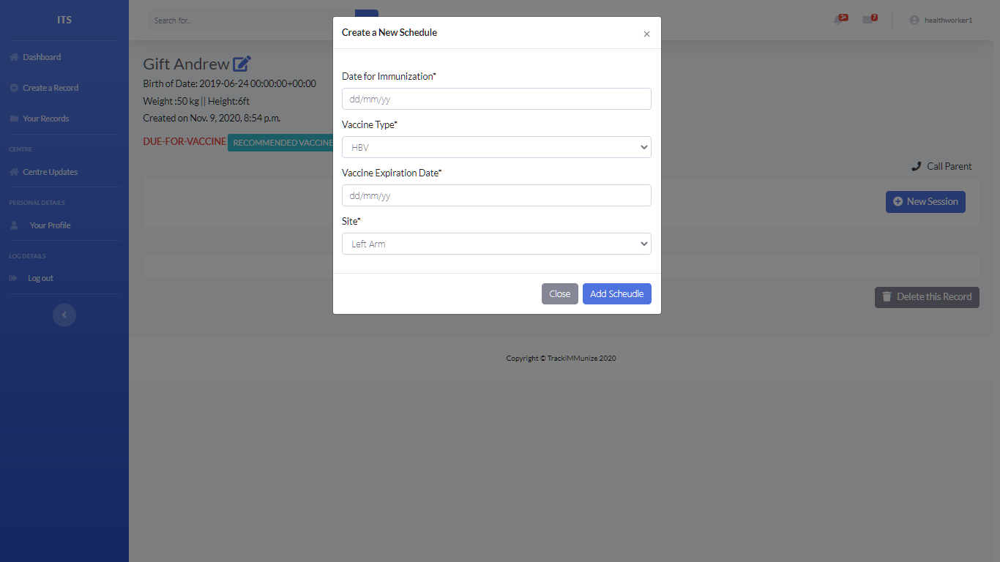 ITS
Dashboard
Create a Record
Your Records
CENTRE
Centre Updates
PERSONAL DETAILS
Your Profile
LOG DETAILS
Log out
Search for...
3+
7
healthworker1
Gift Andrew
Birth of Date: 2019-06-24 00:00:00+00:00
Weight :50 kg || Height:6ft
Created on Nov. 9, 2020, 8:54 p.m.
DUE-FOR-VACCINE RECOMMENDED VACCINE
Call Parent
New Session
Delete this Record
Copyright © TrackiMMunize 2020
Create a New Schedule
×
Date for Immunization*
dd/mm/yy
Vaccine Type*
HBV
Vaccine Expiration Date*
dd/mm/yy
Site*
Left Arm
Close
Add Scheudle